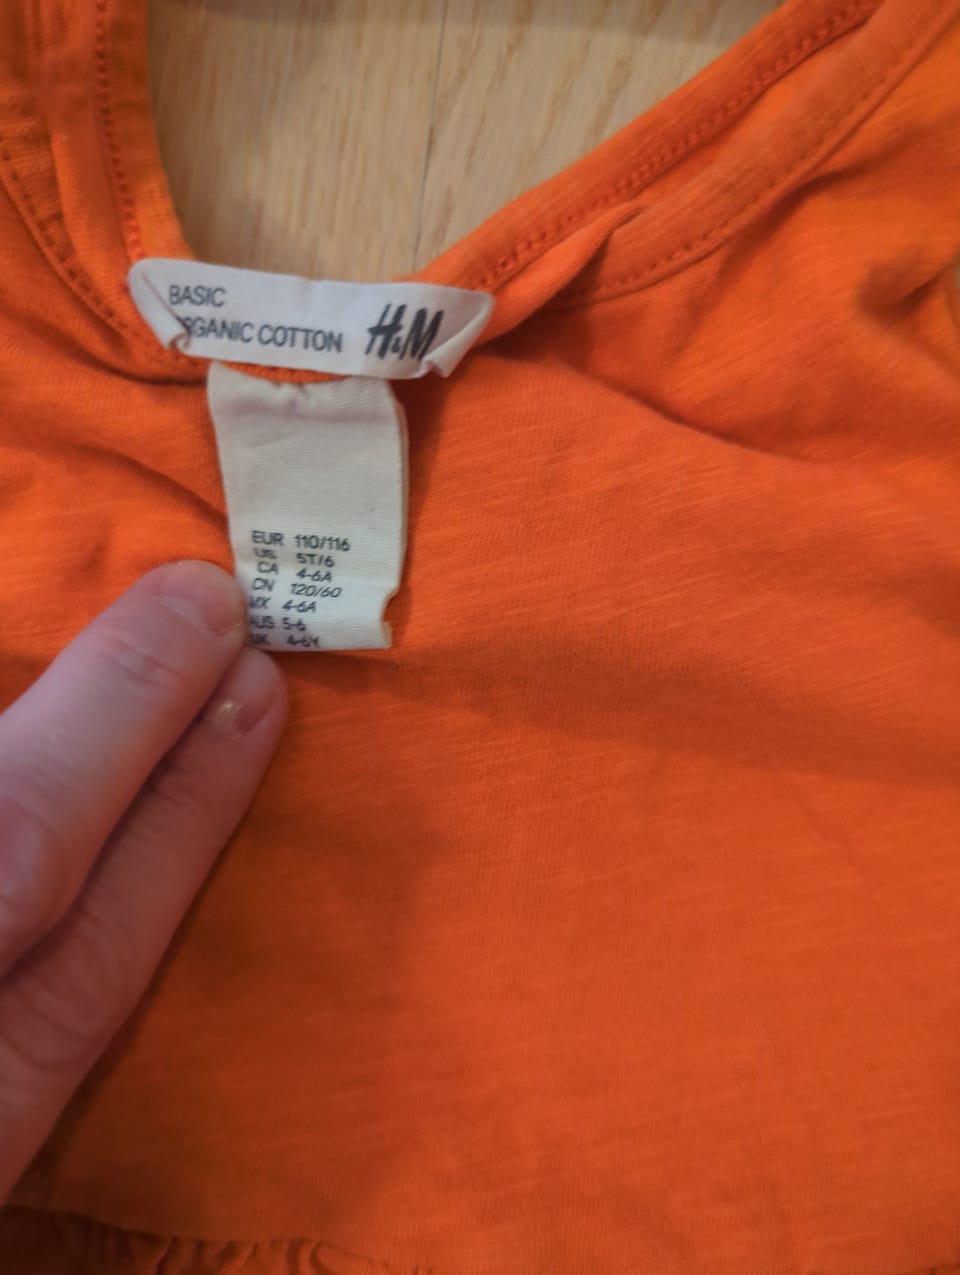 BASIC
RGANIC COTTON
H&M
EUR 110/116
US 5T/6
CA 4-6A
CN 120/60
MX 4-6A
AUS 5-6
UK 4-6Y